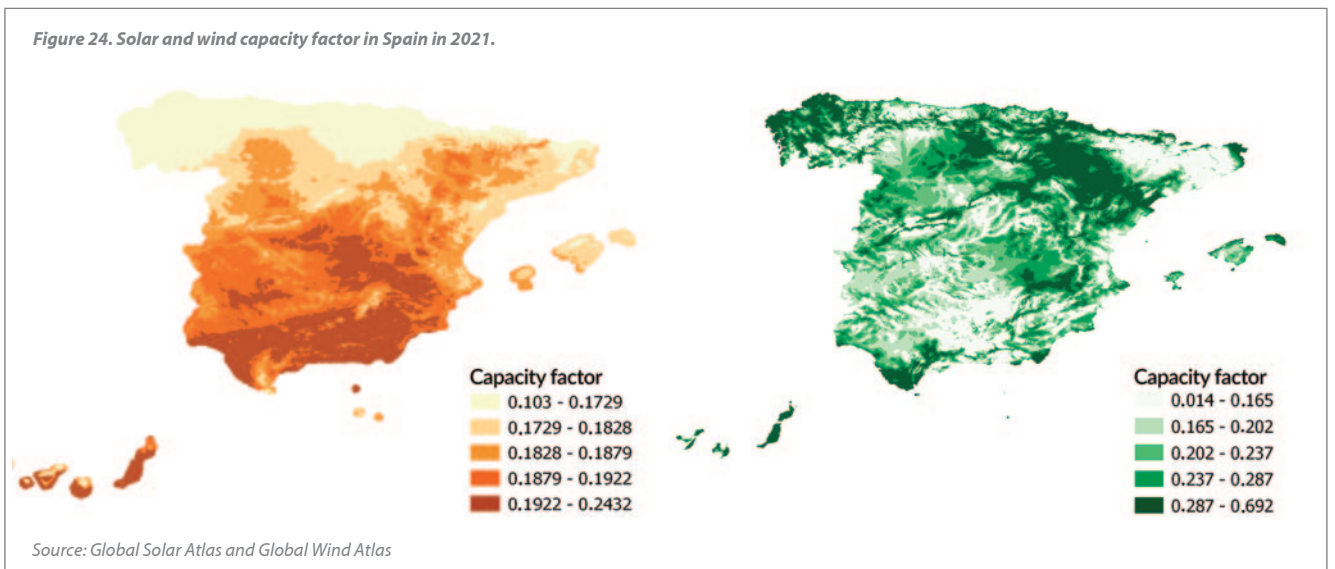 Figure 24. Solar and wind capacity factor in Spain in 2021.
Capacity factor
0.103 - 0.1729
0.1729 - 0.1828
0.1828 - 0.1879
0.1879 - 0.1922
0.1922 - 0.2432
Capacity factor
0.014 - 0.165
0.165 - 0.202
0.202 - 0.237
0.237 - 0.287
0.287 - 0.692
Source: Global Solar Atlas and Global Wind Atlas